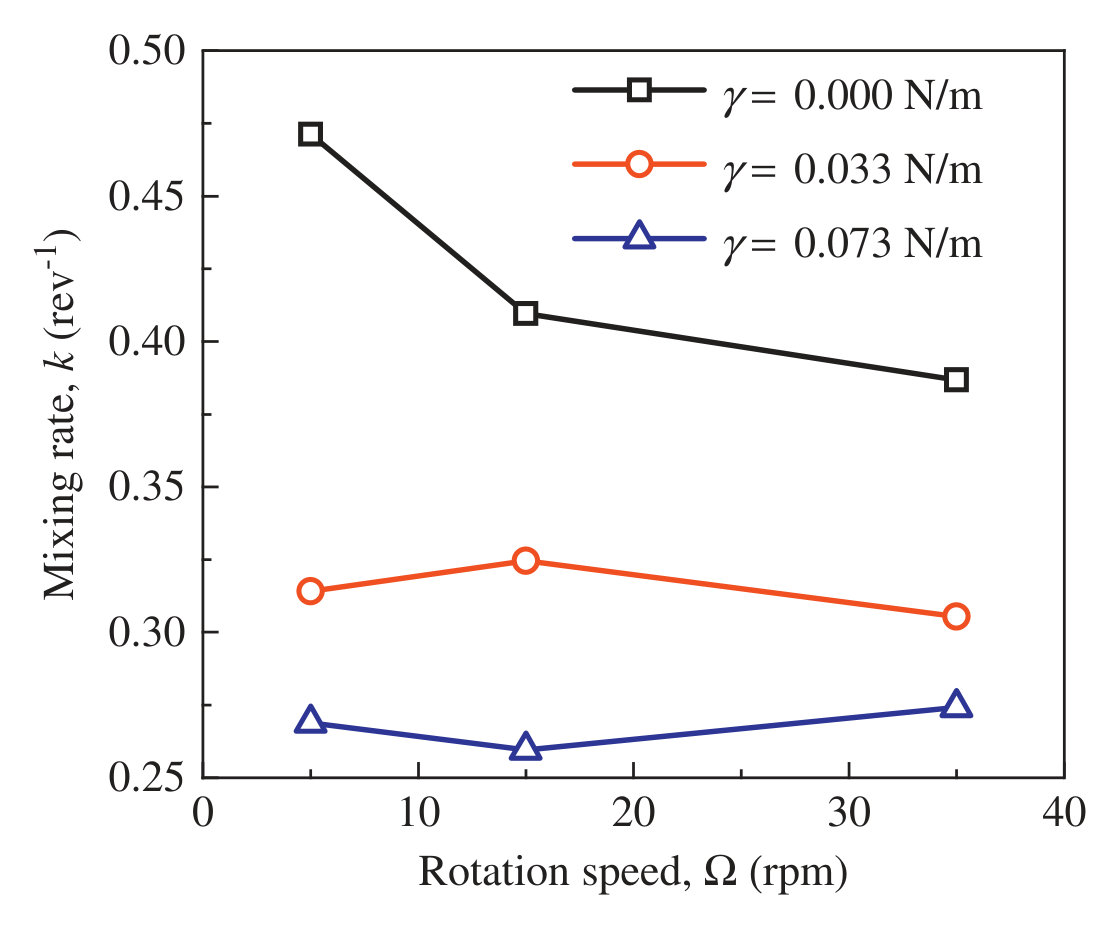 0.50
0.45
0.40
0.35
0.30
0.25
0 10 20 30 40
Mixing rate, k (rev⁻¹)
Rotation speed, Ω (rpm)
γ = 0.000 N/m
γ = 0.033 N/m
γ = 0.073 N/m